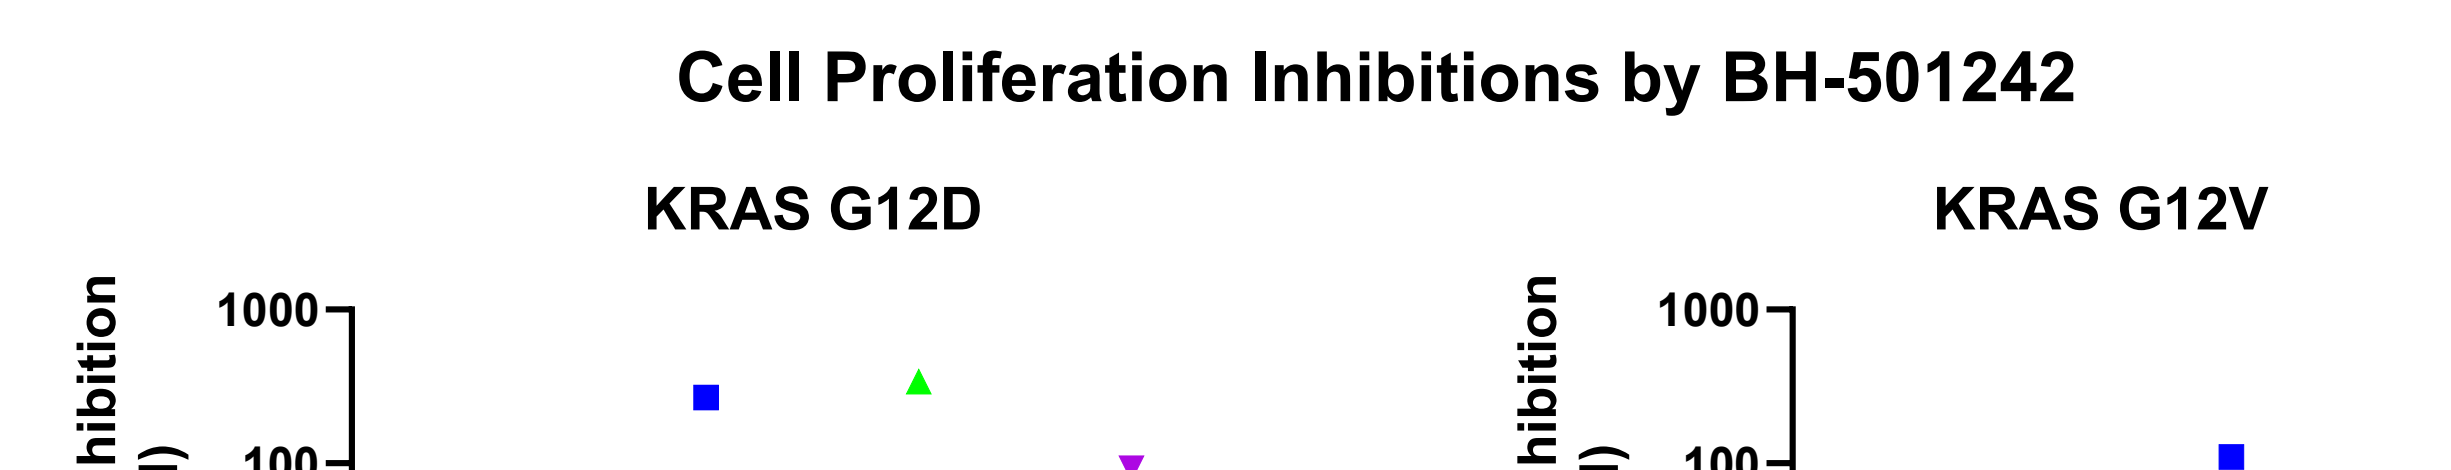 Cell Proliferation Inhibitions by BH-501242
KRAS G12D
KRAS G12V
hibition
1000
100
hibition
1000
100